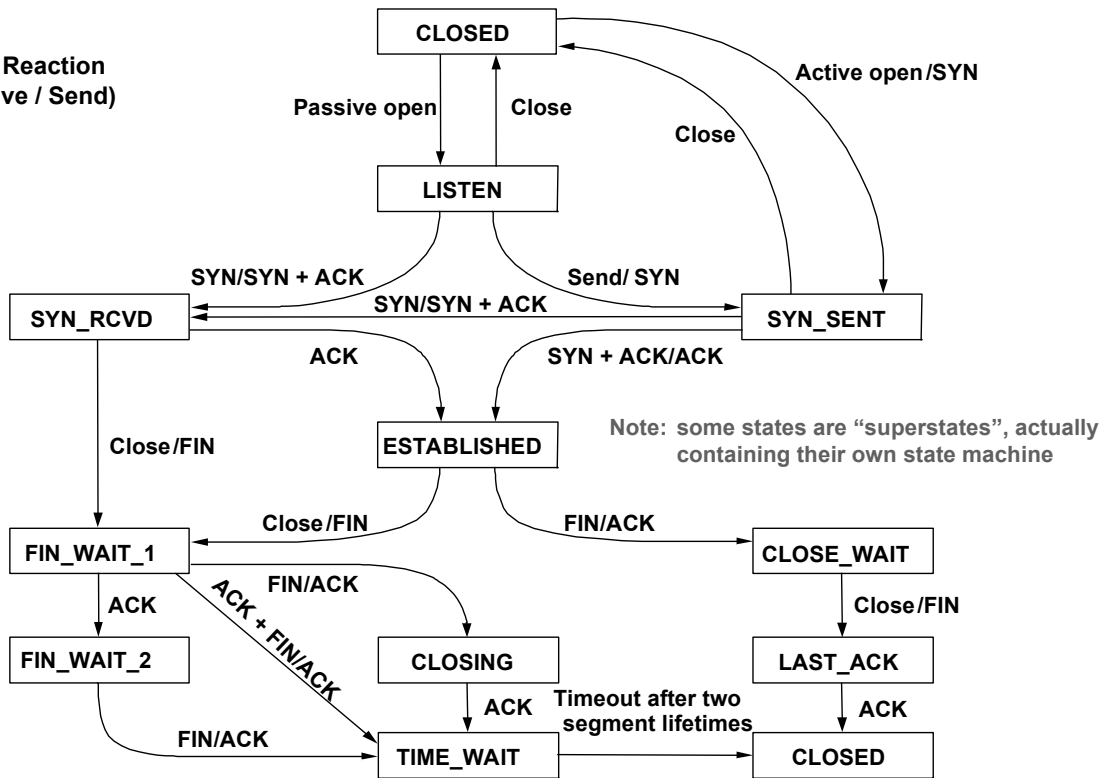 CLOSED
Reaction
ve / Send)
Active open/SYN
Passive open
Close
Close
LISTEN
SYN/SYN + ACK
Send/ SYN
SYN/SYN + ACK
SYN_RCVD
SYN_SENT
ACK
SYN + ACK/ACK
Close/FIN
ESTABLISHED
Note: some states are “superstates”, actually
containing their own state machine
Close/FIN
FIN/ACK
FIN_WAIT_1
CLOSE_WAIT
FIN/ACK
ACK
ACK + FIN/ACK
Close/FIN
FIN_WAIT_2
CLOSING
LAST_ACK
ACK
Timeout after two
segment lifetimes
ACK
FIN/ACK
TIME_WAIT
CLOSED